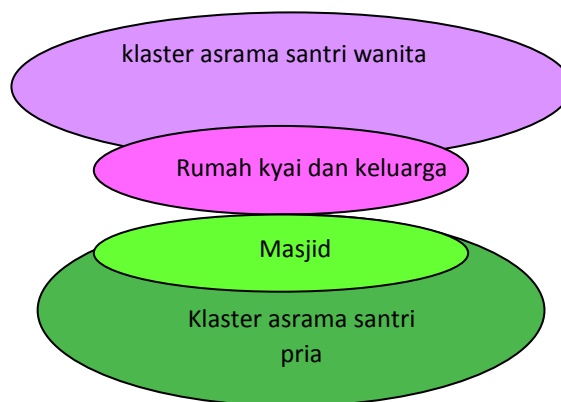 klaster asrama santri wanita
Rumah kyai dan keluarga
Masjid
Klaster asrama santri
pria